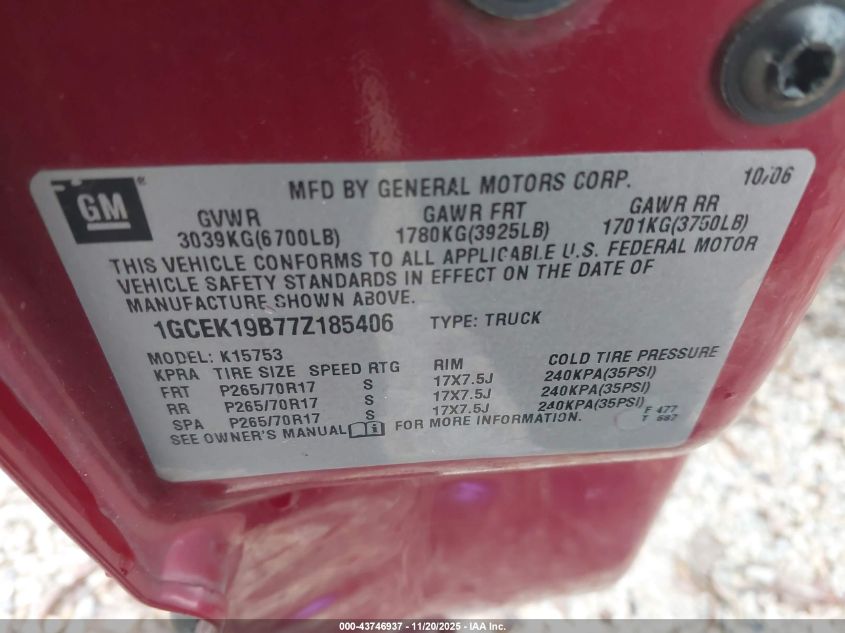 GM
MFD BY GENERAL MOTORS CORP. 10/06
GVWR GAWR FRT GAWR RR
3039KG(6700LB) 1780KG(3925LB) 1701KG(3750LB)
THIS VEHICLE CONFORMS TO ALL APPLICABLE U.S. FEDERAL MOTOR
VEHICLE SAFETY STANDARDS IN EFFECT ON THE DATE OF
MANUFACTURE SHOWN ABOVE.
1GCEK19B77Z185406 TYPE: TRUCK
MODEL: K15753
KPRA TIRE SIZE SPEED RTG RIM COLD TIRE PRESSURE
FRT P265/70R17 S 17X7.5J 240KPA(35PSI)
RR P265/70R17 S 17X7.5J 240KPA(35PSI)
SPA P265/70R17 S 17X7.5J 240KPA(35PSI)
SEE OWNER'S MANUAL FOR MORE INFORMATION.
F 477
T
000-43746937 - 11/20/2025 - IAA Inc.